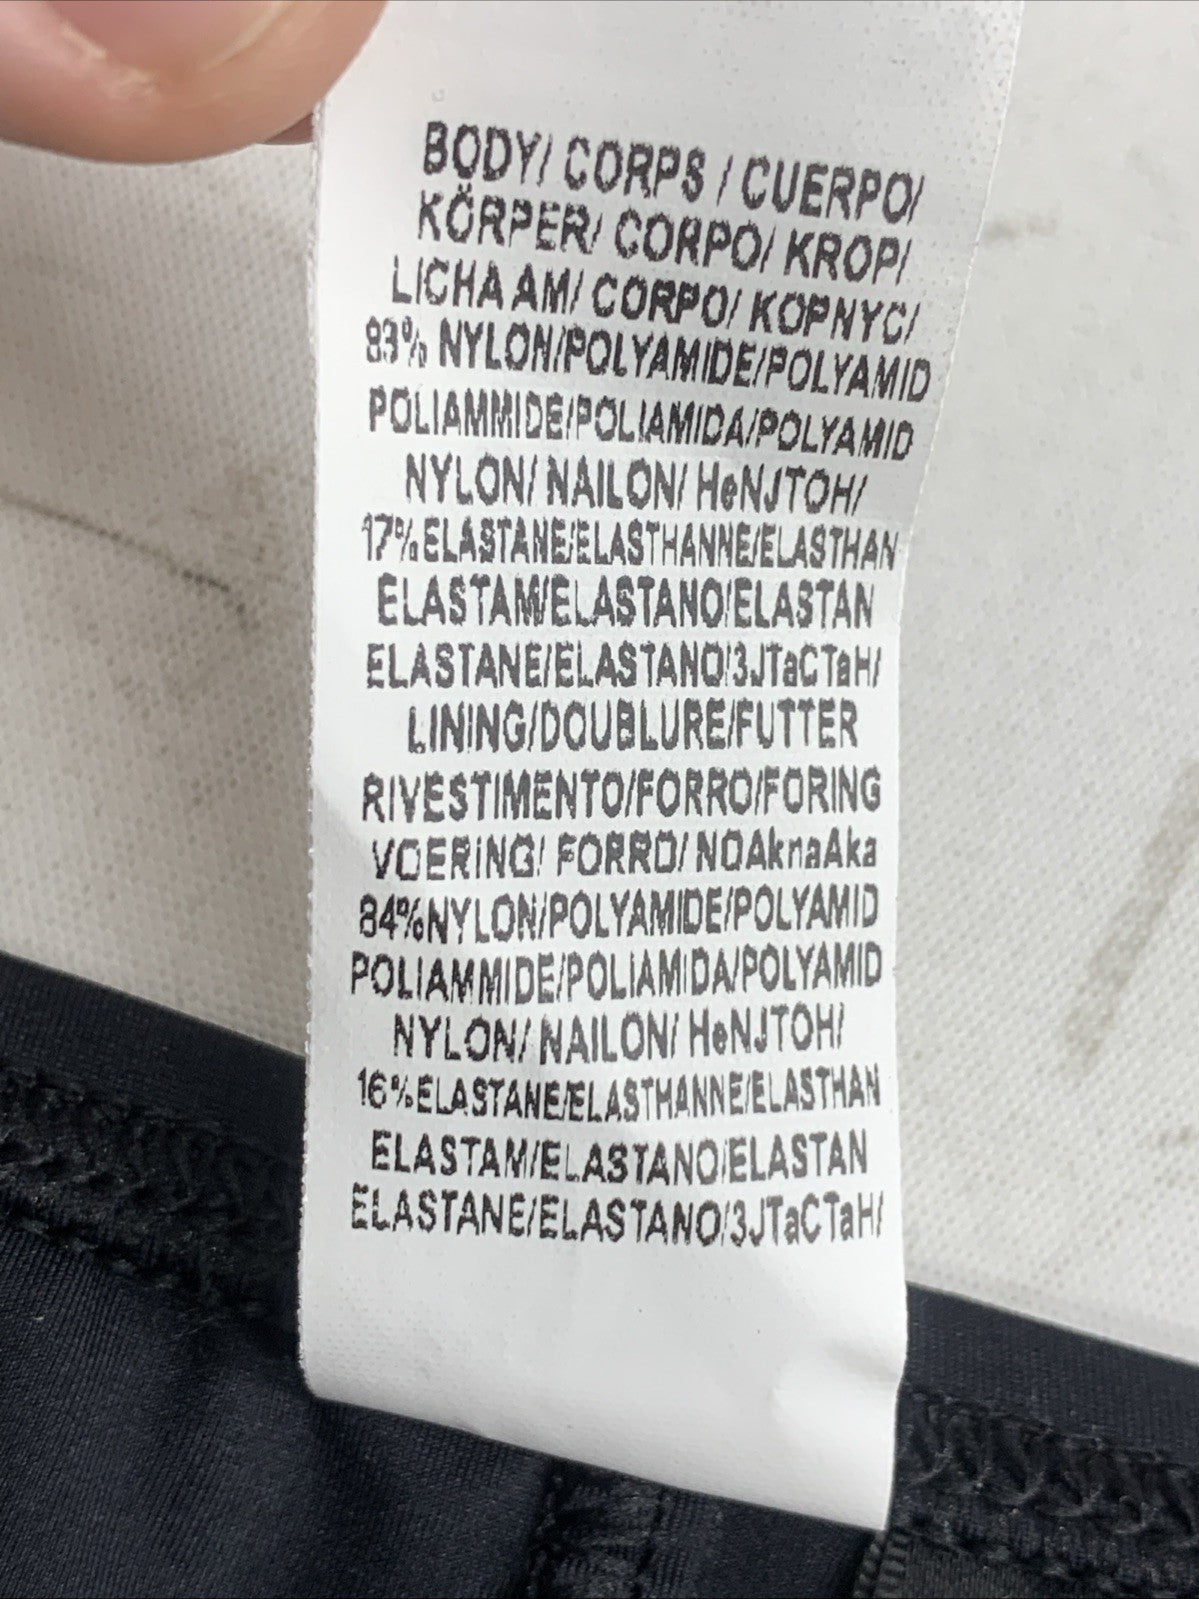 BODY/ CORPS / CUERPO/
KÖRPER/ CORPO/ KROP/
LICHA AM/ CORPO/ KOPNYC/
83% NYLON/POLYAMIDE/POLYAMID
POLIAMMIDE/POLIAMIDA/POLYAMID
NYLON/ NAILON/ HeNJTOH/
17% ELASTANE/ELASTHANNE/ELASTHAN
ELASTAM/ELASTANO/ELASTAN
ELASTANE/ELASTANO/3JTaCTaH/
LINING/DOUBLURE/FUTTER
RIVESTIMENTO/FORRO/FORING
VOERING/ FORRO/ NOAknaAka
84%NYLON/POLYAMIDE/POLYAMID
POLIAMMIDE/POLIAMIDA/POLYAMID
NYLON/ NAILON/ HeNJTOH/
16%ELASTANE/ELASTHANNE/ELASTHAN
ELASTAM/ELASTANO/ELASTAN
ELASTANE/ELASTANO/3JTaCTaH/